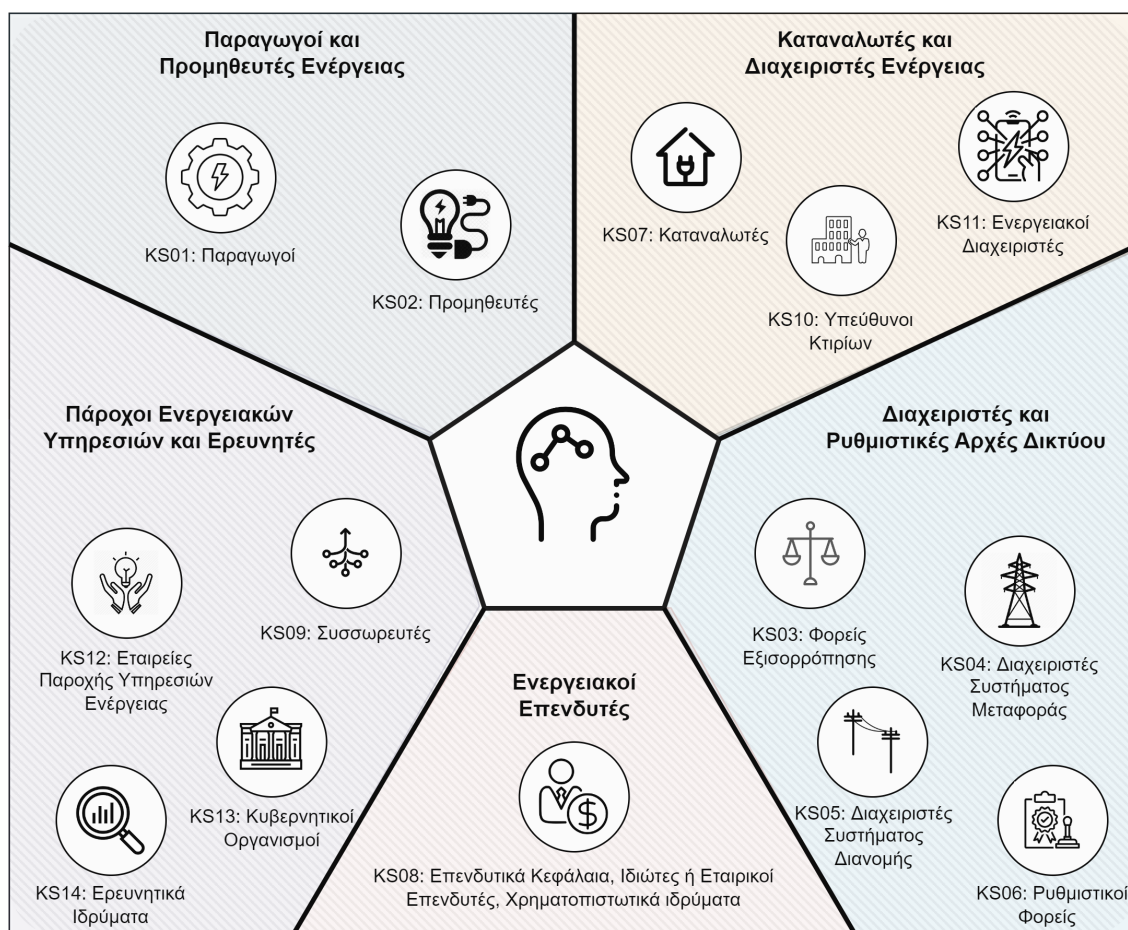 Παραγωγοί και
Προμηθευτές Ενέργειας
KS01: Παραγωγοί
KS02: Προμηθευτές
Καταναλωτές και
Διαχειριστές Ενέργειας
KS07: Καταναλωτές
KS10: Υπεύθυνοι
Κτιρίων
KS11: Ενεργειακοί
Διαχειριστές
Πάροχοι Ενεργειακών
Υπηρεσιών και Ερευνητές
KS09: Συσσωρευτές
KS12: Εταιρείες
Παροχής Υπηρεσιών
Ενέργειας
KS13: Κυβερνητικοί
Οργανισμοί
KS14: Ερευνητικά
Ιδρύματα
Ενεργειακοί
Επενδυτές
KS08: Επενδυτικά Κεφάλαια, Ιδιώτες ή Εταιρικοί
Επενδυτές, Χρηματοπιστωτικά ιδρύματα
Διαχειριστές και
Ρυθμιστικές Αρχές Δικτύου
KS03: Φορείς
Εξισορρόπησης
KS04: Διαχειριστές
Συστήματος
Μεταφοράς
KS05: Διαχειριστές
Συστήματος
Διανομής
KS06: Ρυθμιστικοί
Φορείς